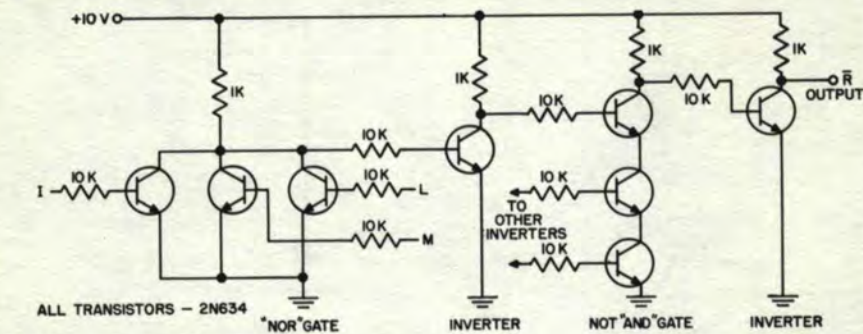 +10V
1K
1K
1K
1K
10K
10K
10K
R̅
OUTPUT
I
10K
10K
L
10K
TO
OTHER
INVERTERS
10K
M
10K
ALL TRANSISTORS – 2N634
"NOR" GATE
INVERTER
NOT "AND" GATE
INVERTER